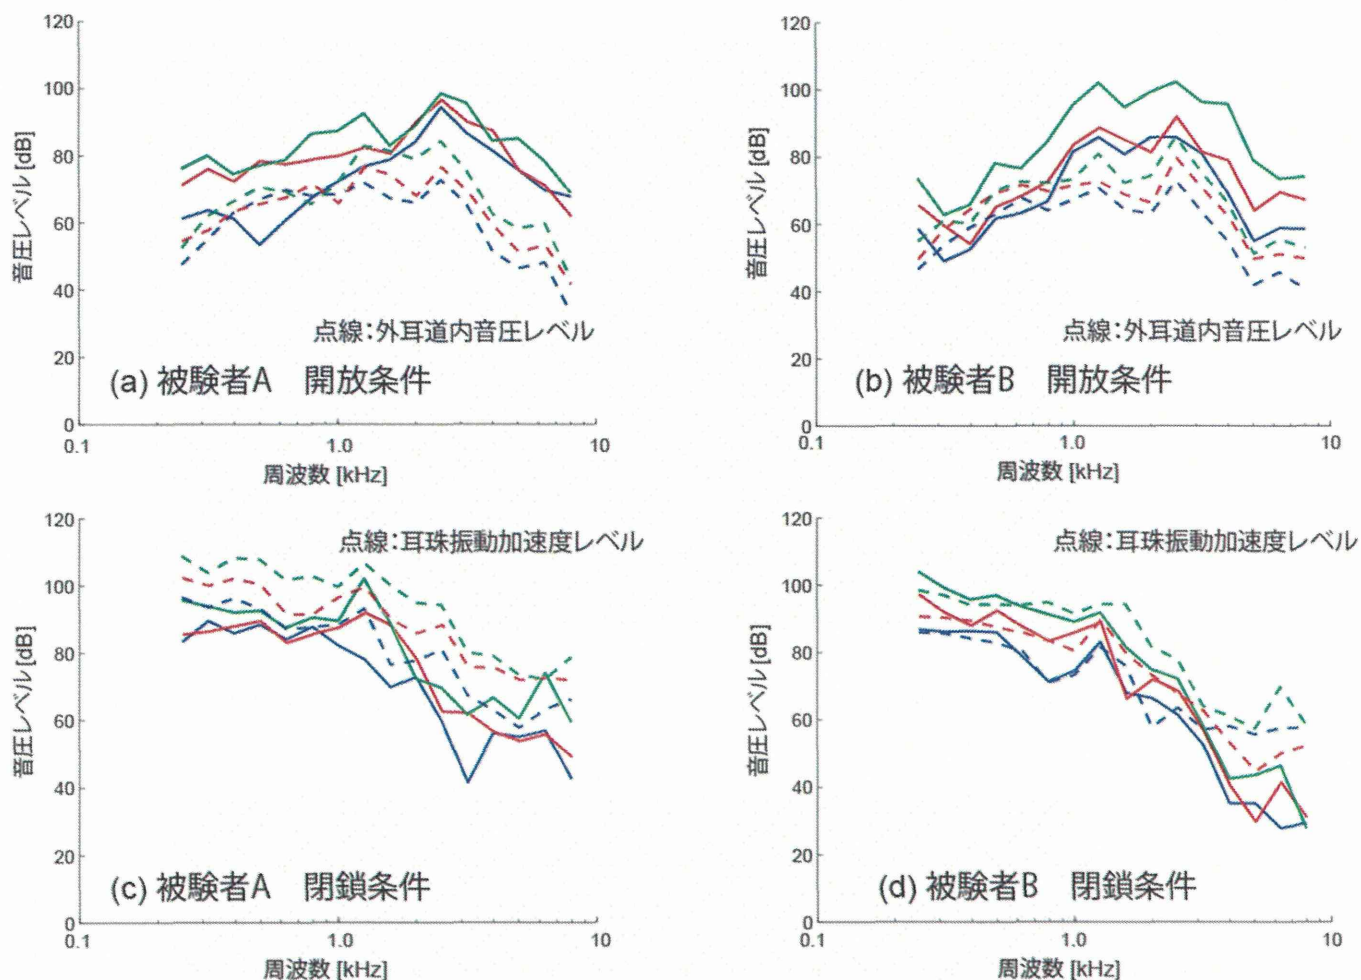 120
100
80
60
40
20
0
音圧レベル [dB]
点線：外耳道内音圧レベル
(a) 被験者A　開放条件
0.1
1.0
10
周波数 [kHz]
120
100
80
60
40
20
0
音圧レベル [dB]
点線：外耳道内音圧レベル
(b) 被験者B　開放条件
0.1
1.0
10
周波数 [kHz]
120
100
80
60
40
20
0
音圧レベル [dB]
点線：耳珠振動加速度レベル
(c) 被験者A　閉鎖条件
0.1
1.0
10
周波数 [kHz]
120
100
80
60
40
20
0
音圧レベル [dB]
点線：耳珠振動加速度レベル
(d) 被験者B　閉鎖条件
0.1
1.0
10
周波数 [kHz]